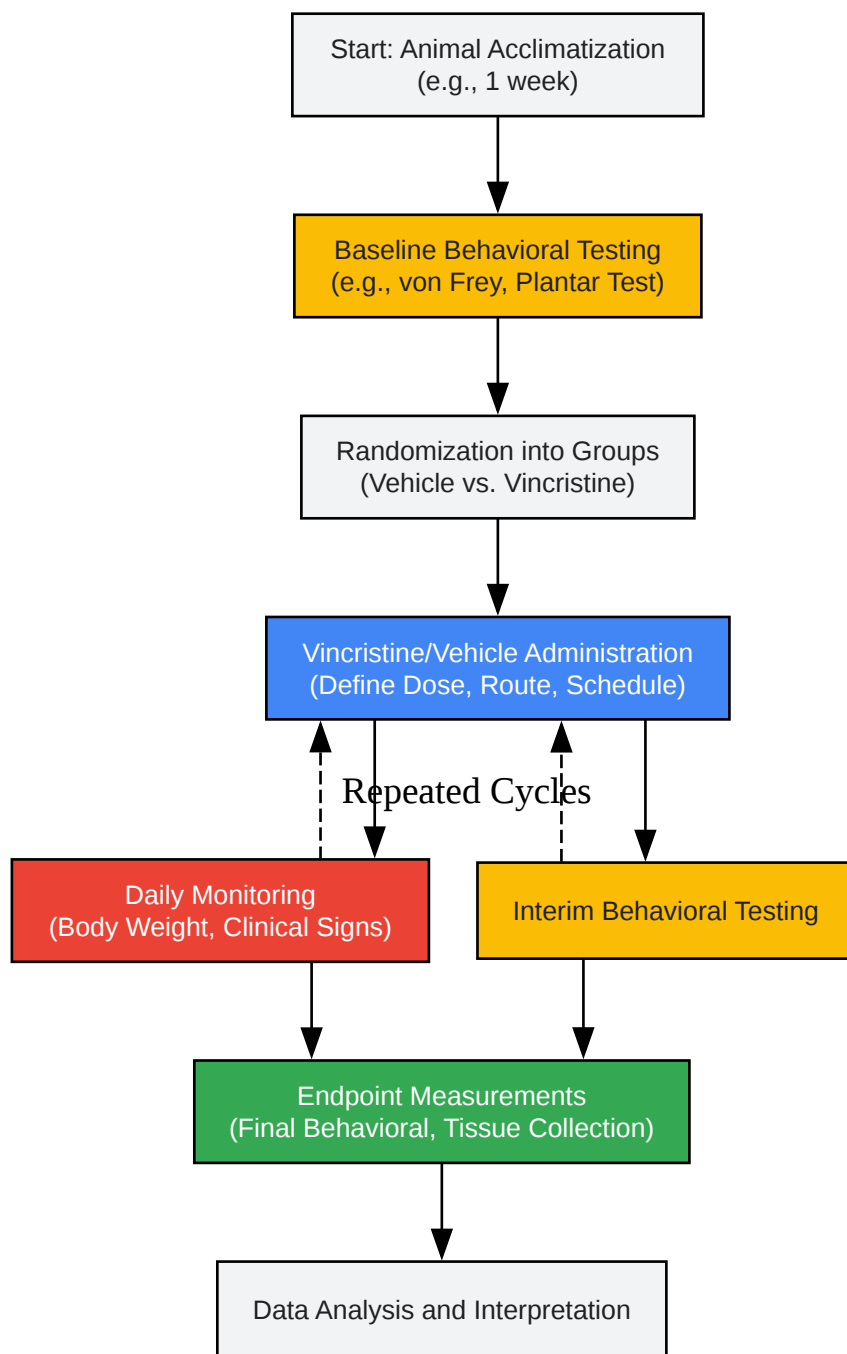 Start: Animal Acclimatization
(e.g., 1 week)
Baseline Behavioral Testing
(e.g., von Frey, Plantar Test)
Randomization into Groups
(Vehicle vs. Vincristine)
Vincristine/Vehicle Administration
(Define Dose, Route, Schedule)
Repeated Cycles
Daily Monitoring
(Body Weight, Clinical Signs)
Interim Behavioral Testing
Endpoint Measurements
(Final Behavioral, Tissue Collection)
Data Analysis and Interpretation